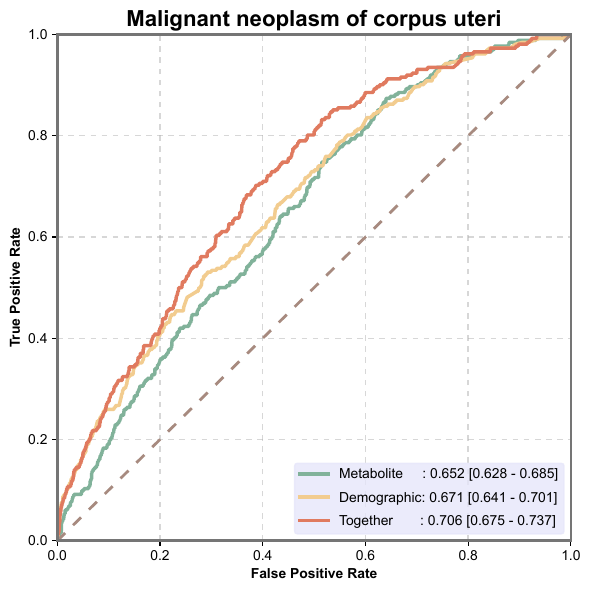 Malignant neoplasm of corpus uteri
1.0
0.8
0.6
0.4
0.2
0.0
True Positive Rate
Metabolite : 0.652 [0.628 - 0.685]
Demographic: 0.671 [0.641 - 0.701]
Together : 0.706 [0.675 - 0.737]
0.0 0.2 0.4 0.6 0.8 1.0
False Positive Rate